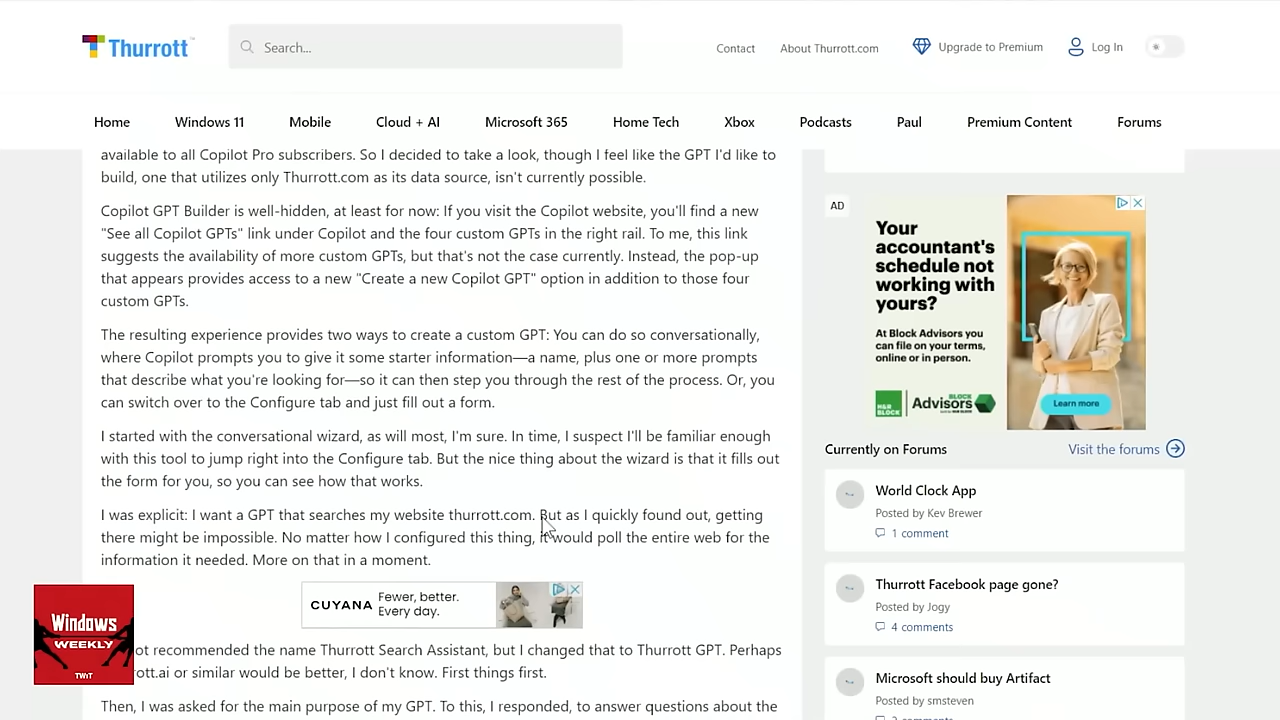 Thurrott
Search...
Contact
About Thurrott.com
Upgrade to Premium
Log In
Home
Windows 11
Mobile
Cloud + AI
Microsoft 365
Home Tech
Xbox
Podcasts
Paul
Premium Content
Forums
available to all Copilot Pro subscribers. So I decided to take a look, though I feel like the GPT I'd like to
build, one that utilizes only Thurrott.com as its data source, isn't currently possible.
Copilot GPT Builder is well-hidden, at least for now: If you visit the Copilot website, you'll find a new
"See all Copilot GPTs" link under Copilot and the four custom GPTs in the right rail. To me, this link
suggests the availability of more custom GPTs, but that's not the case currently. Instead, the pop-up
that appears provides access to a new "Create a new Copilot GPT" option in addition to those four
custom GPTs.
The resulting experience provides two ways to create a custom GPT: You can do so conversationally,
where Copilot prompts you to give it some starter information—a name, plus one or more prompts
that describe what you're looking for—so it can then step you through the rest of the process. Or, you
can switch over to the Configure tab and just fill out a form.
I started with the conversational wizard, as will most, I'm sure. In time, I suspect I'll be familiar enough
with this tool to jump right into the Configure tab. But the nice thing about the wizard is that it fills out
the form for you, so you can see how that works.
I was explicit: I want a GPT that searches my website thurrott.com. But as I quickly found out, getting
there might be impsssible. No matter how I configured this thing, it would poll the entire web for the
information it needed. More on that in a moment.
CUYANA
Fewer, better.
Every day.
ot recommended the name Thurrott Search Assistant, but I changed that to Thurrott GPT. Perhaps
ott.ai or similar would be better, I don't know. First things first.
Then, I was asked for the main purpose of my GPT. To this, I responded, to answer questions about the
AD
Your
accountant's
schedule not
working with
yours?
At Block Advisors you
can file on your terms,
online or in person.
H&R
BLOCK
Advisors
BLOCK
Learn more
Currently on Forums
Visit the forums
World Clock App
Posted by Kev Brewer
1 comment
Thurrott Facebook page gone?
Posted by Jogy
4 comments
Microsoft should buy Artifact
Posted by smsteven
Windows
WEEKLY
TWiT